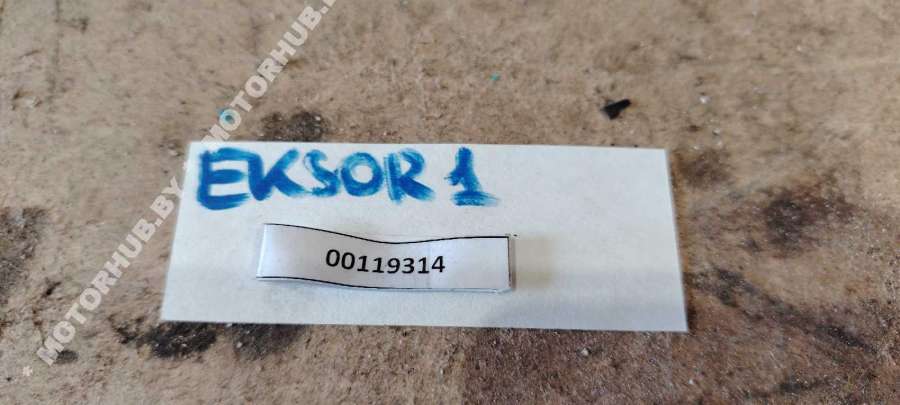 EKSOR 1
00119314
* MOTORHUB.BY * MOTORHUB.BY